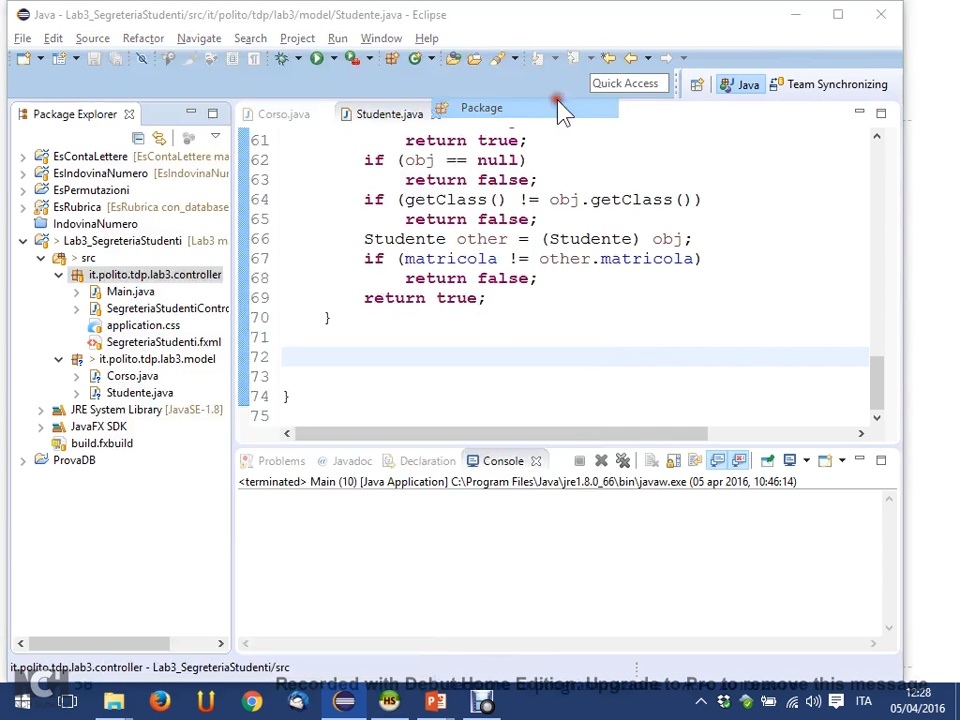 Java - Lab3_SegreteriaStudenti/src/it/polito/tdp/lab3/model/Studente.java - Eclipse
File Edit Source Refactor Navigate Search Project Run Window Help
Quick Access Java Team Synchronizing
Package Explorer
Corso.java Studente.java Package
EsContaLettere [EsContaLettere ma
EsIndovinaNumero [EsIndovinaNu
EsPermutazioni
EsRubrica [EsRubrica con_database
IndovinaNumero
> Lab3_SegreteriaStudenti [Lab3 m
> src
it.polito.tdp.lab3.controller
Main.java
SegreteriaStudentiContro
application.css
SegreteriaStudenti.fxml
> it.polito.tdp.lab3.model
Corso.java
Studente.java
JRE System Library [JavaSE-1.8]
JavaFX SDK
build.fxbuild
ProvaDB
61 return true;
62 if (obj == null)
63 return false;
64 if (getClass() != obj.getClass())
65 return false;
66 Studente other = (Studente) obj;
67 if (matricola != other.matricola)
68 return false;
69 return true;
70 }
71
72
73
74 }
75
Problems Javadoc Declaration Console
<terminated> Main (10) [Java Application] C:\Program Files\Java\jre1.8.0_66\bin\javaw.exe (05 apr 2016, 10:46:14)
it.polito.tdp.lab3.controller - Lab3_SegreteriaStudenti/src
Recorded with Debut Home Edition. Upgrade to Pro to remove this message
ITA
12:28
05/04/2016